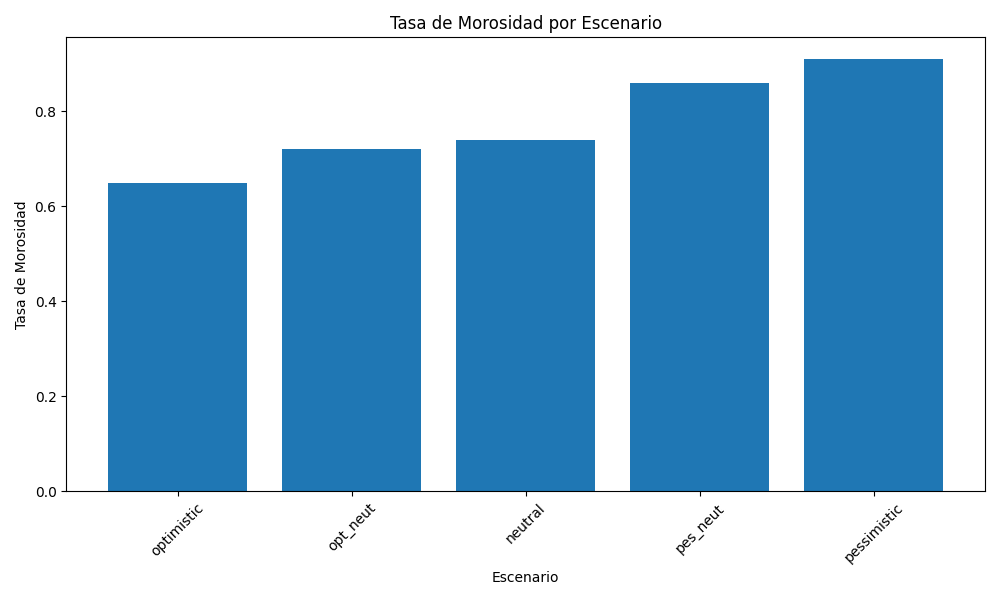 Tasa de Morosidad por Escenario
Tasa de Morosidad
0.8
0.6
0.4
0.2
0.0
optimistic
opt_neut
neutral
pes_neut
pessimistic
Escenario